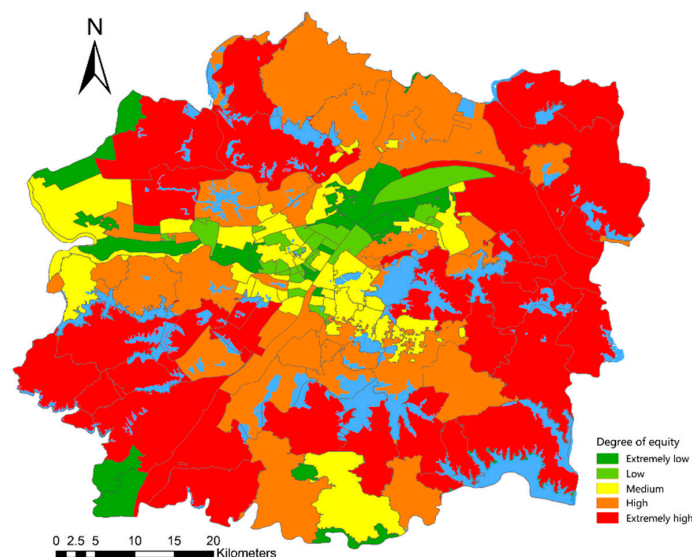 N
Degree of equity
Extremely low
Low
Medium
High
Extremely high
0 2.5 5 10 15 20
Kilometers